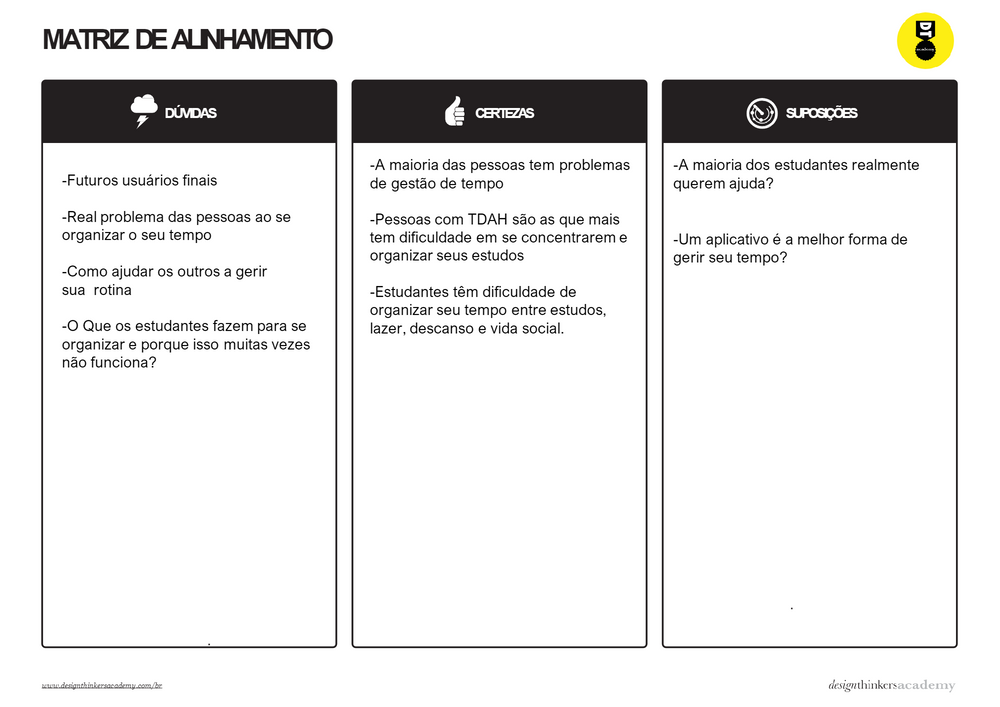 MATRIZ DE ALINHAMENTO
DT
DÚVIDAS
-Futuros usuários finais
-Real problema das pessoas ao se
organizar o seu tempo
-Como ajudar os outros a gerir
sua  rotina
-O Que os estudantes fazem para se
organizar e porque isso muitas vezes
não funciona?
CERTEZAS
-A maioria das pessoas tem problemas
de gestão de tempo
-Pessoas com TDAH são as que mais
tem dificuldade em se concentrarem e
organizar seus estudos
-Estudantes têm dificuldade de
organizar seu tempo entre estudos,
lazer, descanso e vida social.
SUPOSIÇÕES
-A maioria dos estudantes realmente
querem ajuda?
-Um aplicativo é a melhor forma de
gerir seu tempo?
www.designthinkersacademy.com/br
designthinkersacademy